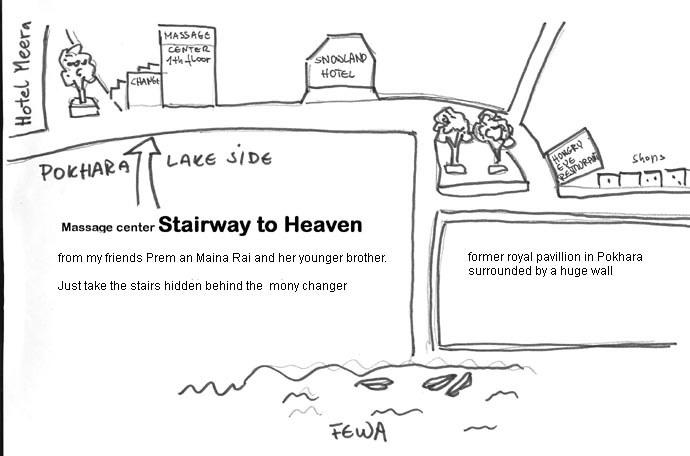 Hotel Meera
MASSAGE
CENTER
1th floor
CHANGE
SNOWLAND
HOTEL
HONGRY
EYE
RESTAURANT
Shops
POKHARA LAKE SiDE
Massage center Stairway to Heaven
from my friends Prem an Maina Rai and her younger brother.
Just take the stairs hidden behind the mony changer
former royal pavillion in Pokhara
surrounded by a huge wall
FEWA